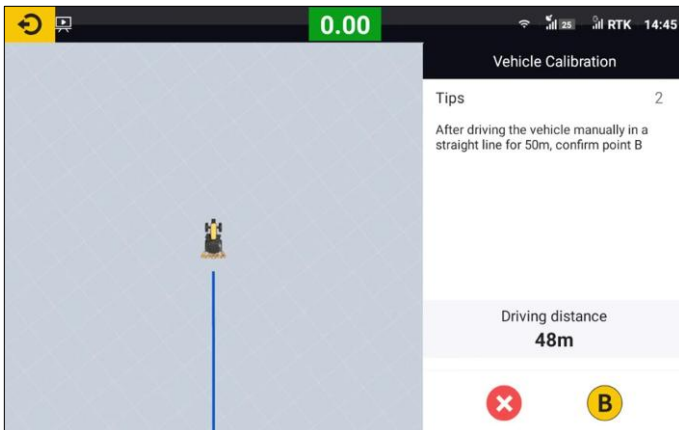 0.00
25
RTK 14:45
Vehicle Calibration
Tips 2
After driving the vehicle manually in a
straight line for 50m, confirm point B
Driving distance
48m
B